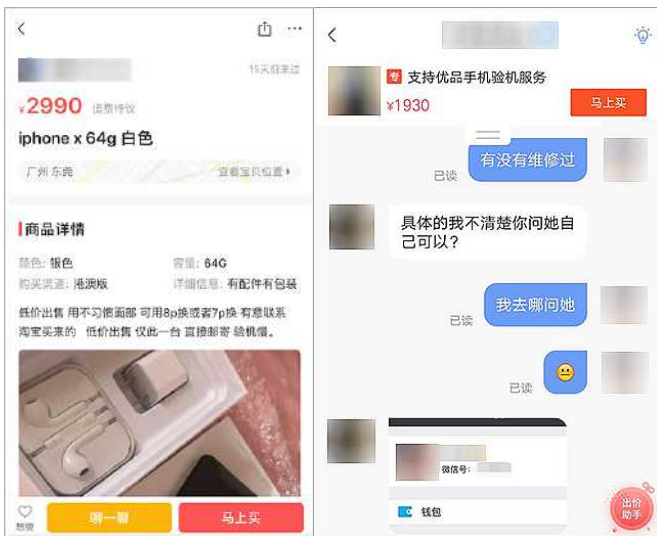 15天前来过
¥2990 运费待议
iphone x 64g 白色
广州 东莞
查看宝贝位置
商品详情
颜色: 银色
容量: 64G
购买渠道: 港澳版
详细信息: 有配件有包装
低价出售 用不习惯面部 可用8p换或者7p换 有意联系
淘宝买来的 低价出售 仅此一台 直接邮寄 验机慢。
想要
聊一聊
马上买
专 支持优品手机验机服务
¥1930
马上买
有没有维修过
已读
具体的我不清楚你问她自
己可以?
我去哪问她
已读
已读
微信号:
钱包
出价
助手